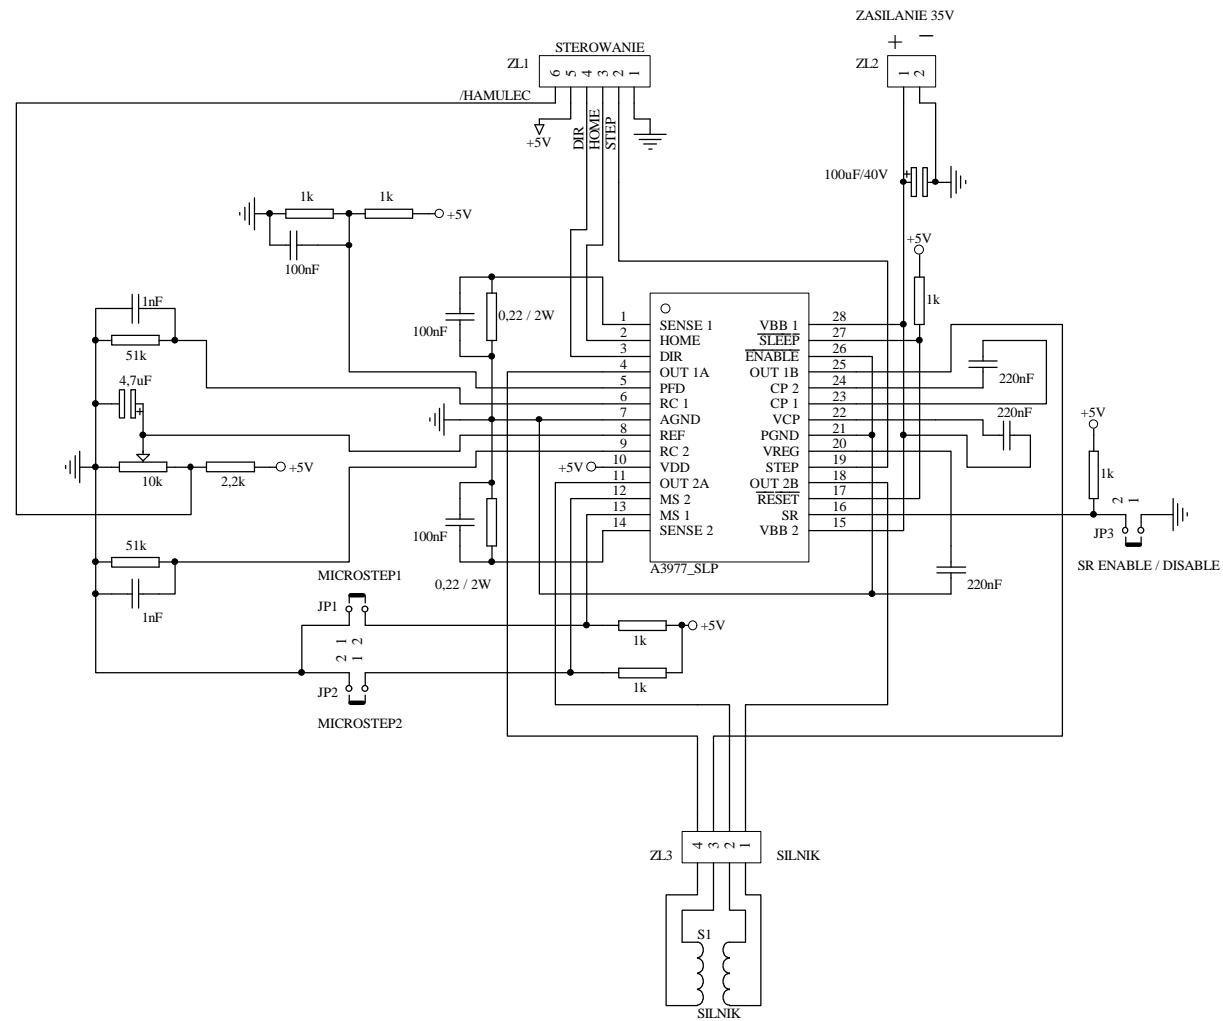 ZASILANIE 35V
+ −
STEROWANIE
ZL1
6 5 4 3 2 1
ZL2
1 2
/HAMULEC
+5V
DIR
HOME
STEP
100uF/40V
1k
1k
+5V
100nF
+5V
1k
1nF
51k
100nF
0,22 / 2W
4,7uF
10k
2,2k
+5V
51k
1nF
100nF
0,22 / 2W
+5V
1 SENSE 1
2 HOME
3 DIR
4 OUT 1A
5 PFD
6 RC 1
7 AGND
8 REF
9 RC 2
10 VDD
11 OUT 2A
12 MS 2
13 MS 1
14 SENSE 2
VBB 1 28
SLEEP 27
ENABLE 26
OUT 1B 25
CP 2 24
CP 1 23
VCP 22
PGND 21
VREG 20
STEP 19
OUT 2B 18
RESET 17
SR 16
VBB 2 15
A3977_SLP
220nF
220nF
+5V
1k
2 1
JP3
SR ENABLE / DISABLE
220nF
MICROSTEP1
JP1
1 2
2 1
JP2
MICROSTEP2
1k
+5V
1k
ZL3
4 3 2 1
SILNIK
S1
SILNIK